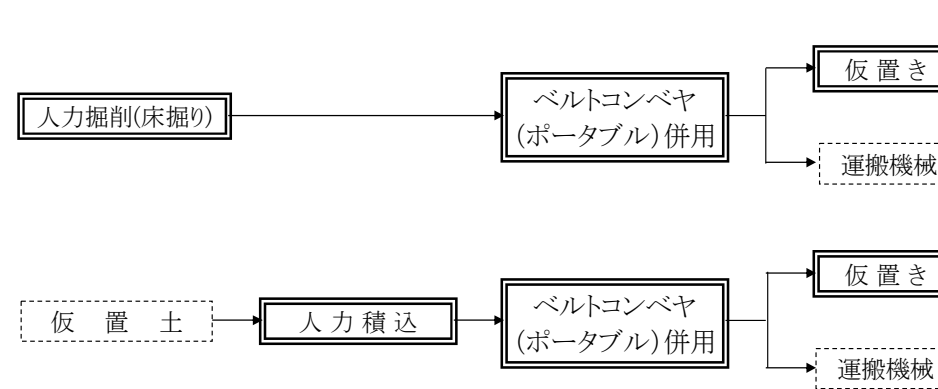 仮置き
人力掘削(床掘り)
ベルトコンベヤ
(ポータブル)併用
運搬機械
仮置き
仮置土
人力積込
ベルトコンベヤ
(ポータブル)併用
運搬機械